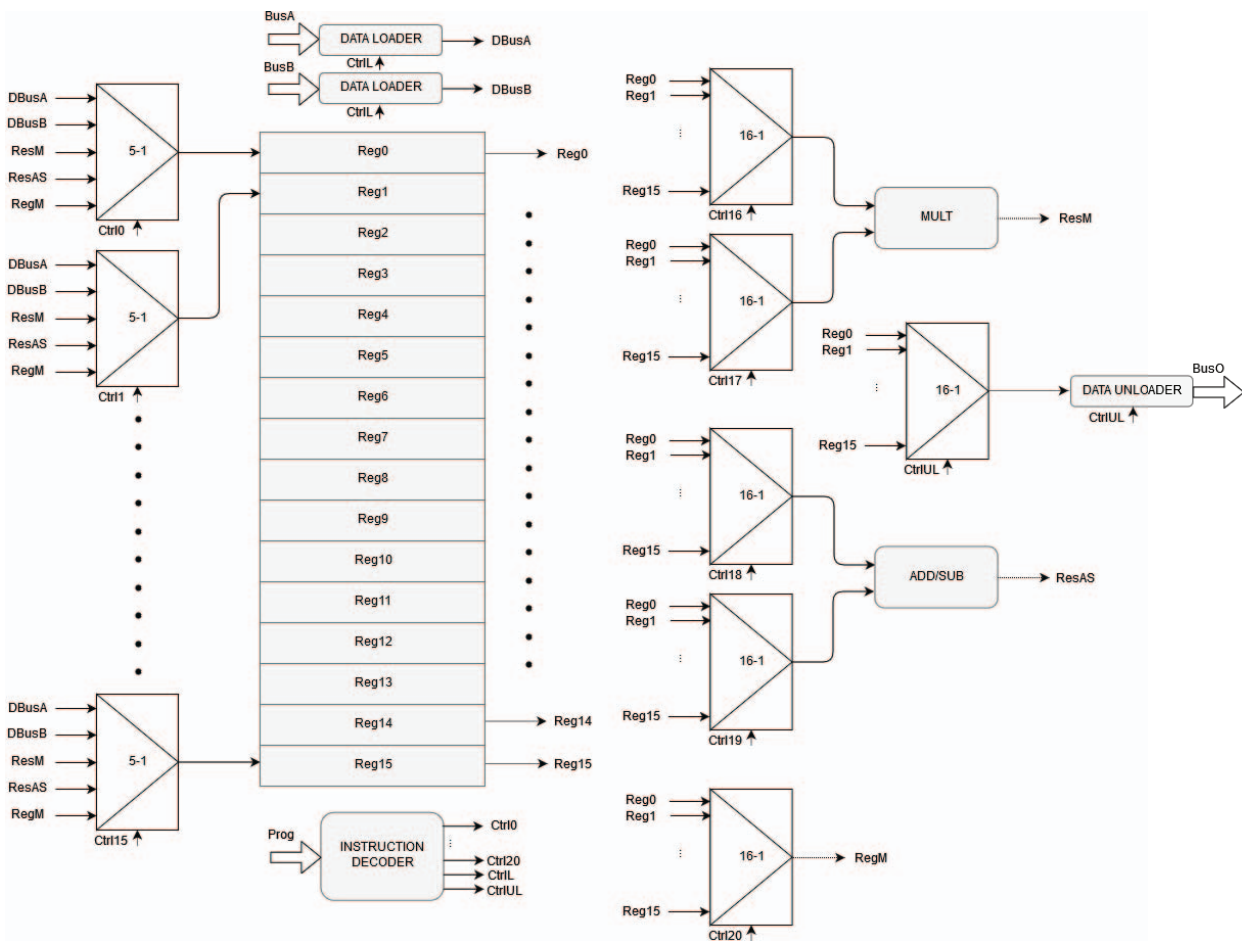 BusA
DATA LOADER
DBusA
CtrlL
BusB
DATA LOADER
DBusB
CtrlL
DBusA
DBusB
ResM
ResAS
RegM
5-1
Ctrl0
DBusA
DBusB
ResM
ResAS
RegM
5-1
Ctrl1
DBusA
DBusB
ResM
ResAS
RegM
5-1
Ctrl15
Reg0
Reg1
Reg2
Reg3
Reg4
Reg5
Reg6
Reg7
Reg8
Reg9
Reg10
Reg11
Reg12
Reg13
Reg14
Reg15
Reg0
Reg14
Reg15
Prog
INSTRUCTION
DECODER
Ctrl0
Ctrl20
CtrlL
CtrlUL
Reg0
Reg1
Reg15
16-1
Ctrl16
Reg0
Reg1
Reg15
16-1
Ctrl17
MULT
ResM
Reg0
Reg1
Reg15
16-1
CtrlUL
DATA UNLOADER
CtrlUL
BusO
Reg0
Reg1
Reg15
16-1
Ctrl18
Reg0
Reg1
Reg15
16-1
Ctrl19
ADD/SUB
ResAS
Reg0
Reg1
Reg15
16-1
Ctrl20
RegM